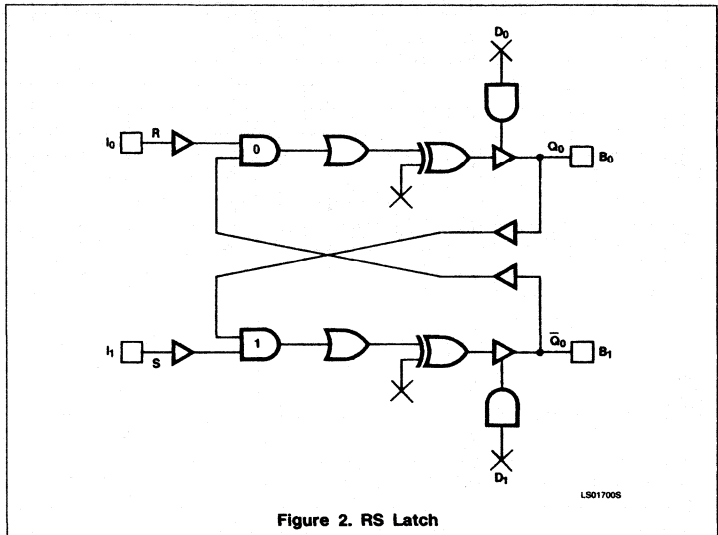 D₀
I₀ R 0 Q₀ B₀
I₁ S 1 Q̅₀ B₁
D₁
LS01700S
Figure 2. RS Latch